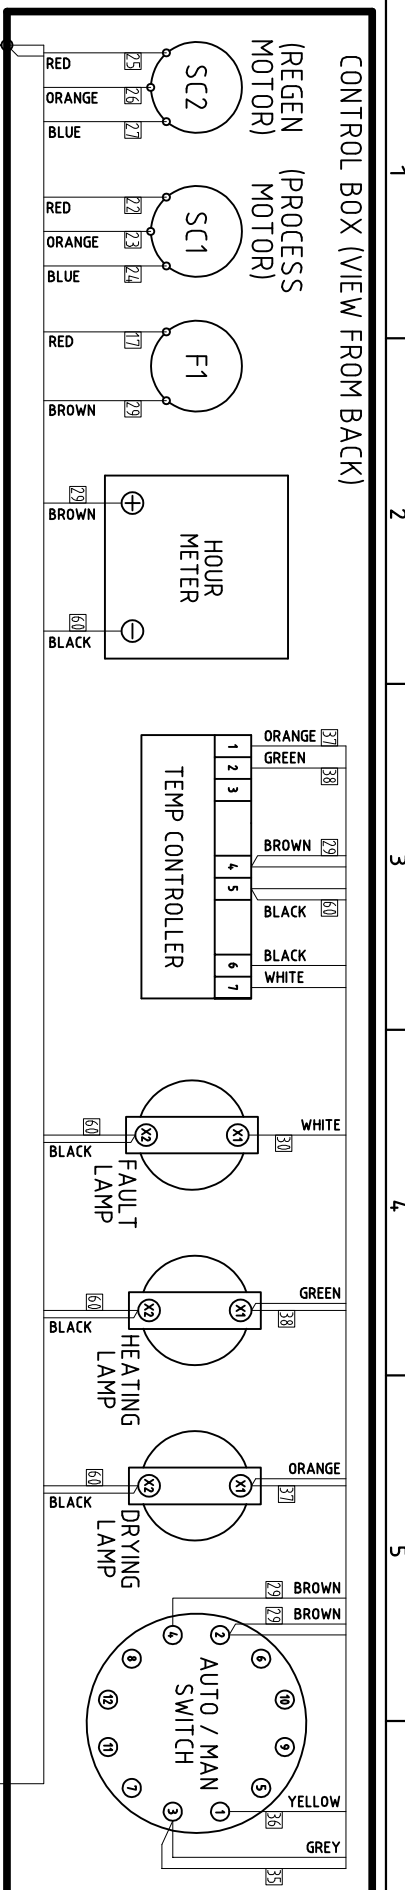 CONTROL BOX (VIEW FROM BACK)
1
2
3
4
5
(REGEN
MOTOR)
SC2
25
RED
26
ORANGE
27
BLUE
(PROCESS
MOTOR)
SC1
22
RED
23
ORANGE
24
BLUE
F1
17
RED
29
BROWN
HOUR
METER
+
29
BROWN
−
60
BLACK
TEMP CONTROLLER
1
ORANGE 37
2
GREEN
38
3
4
BROWN 29
5
BLACK 60
6
BLACK
7
WHITE
FAULT
LAMP
X1
WHITE
30
X2
60
BLACK
HEATING
LAMP
X1
GREEN
38
X2
60
BLACK
DRYING
LAMP
X1
ORANGE
37
X2
60
BLACK
AUTO / MAN
SWITCH
29 BROWN
29 BROWN
4
2
8
6
12
10
11
9
7
5
3
1
YELLOW
36
GREY
35